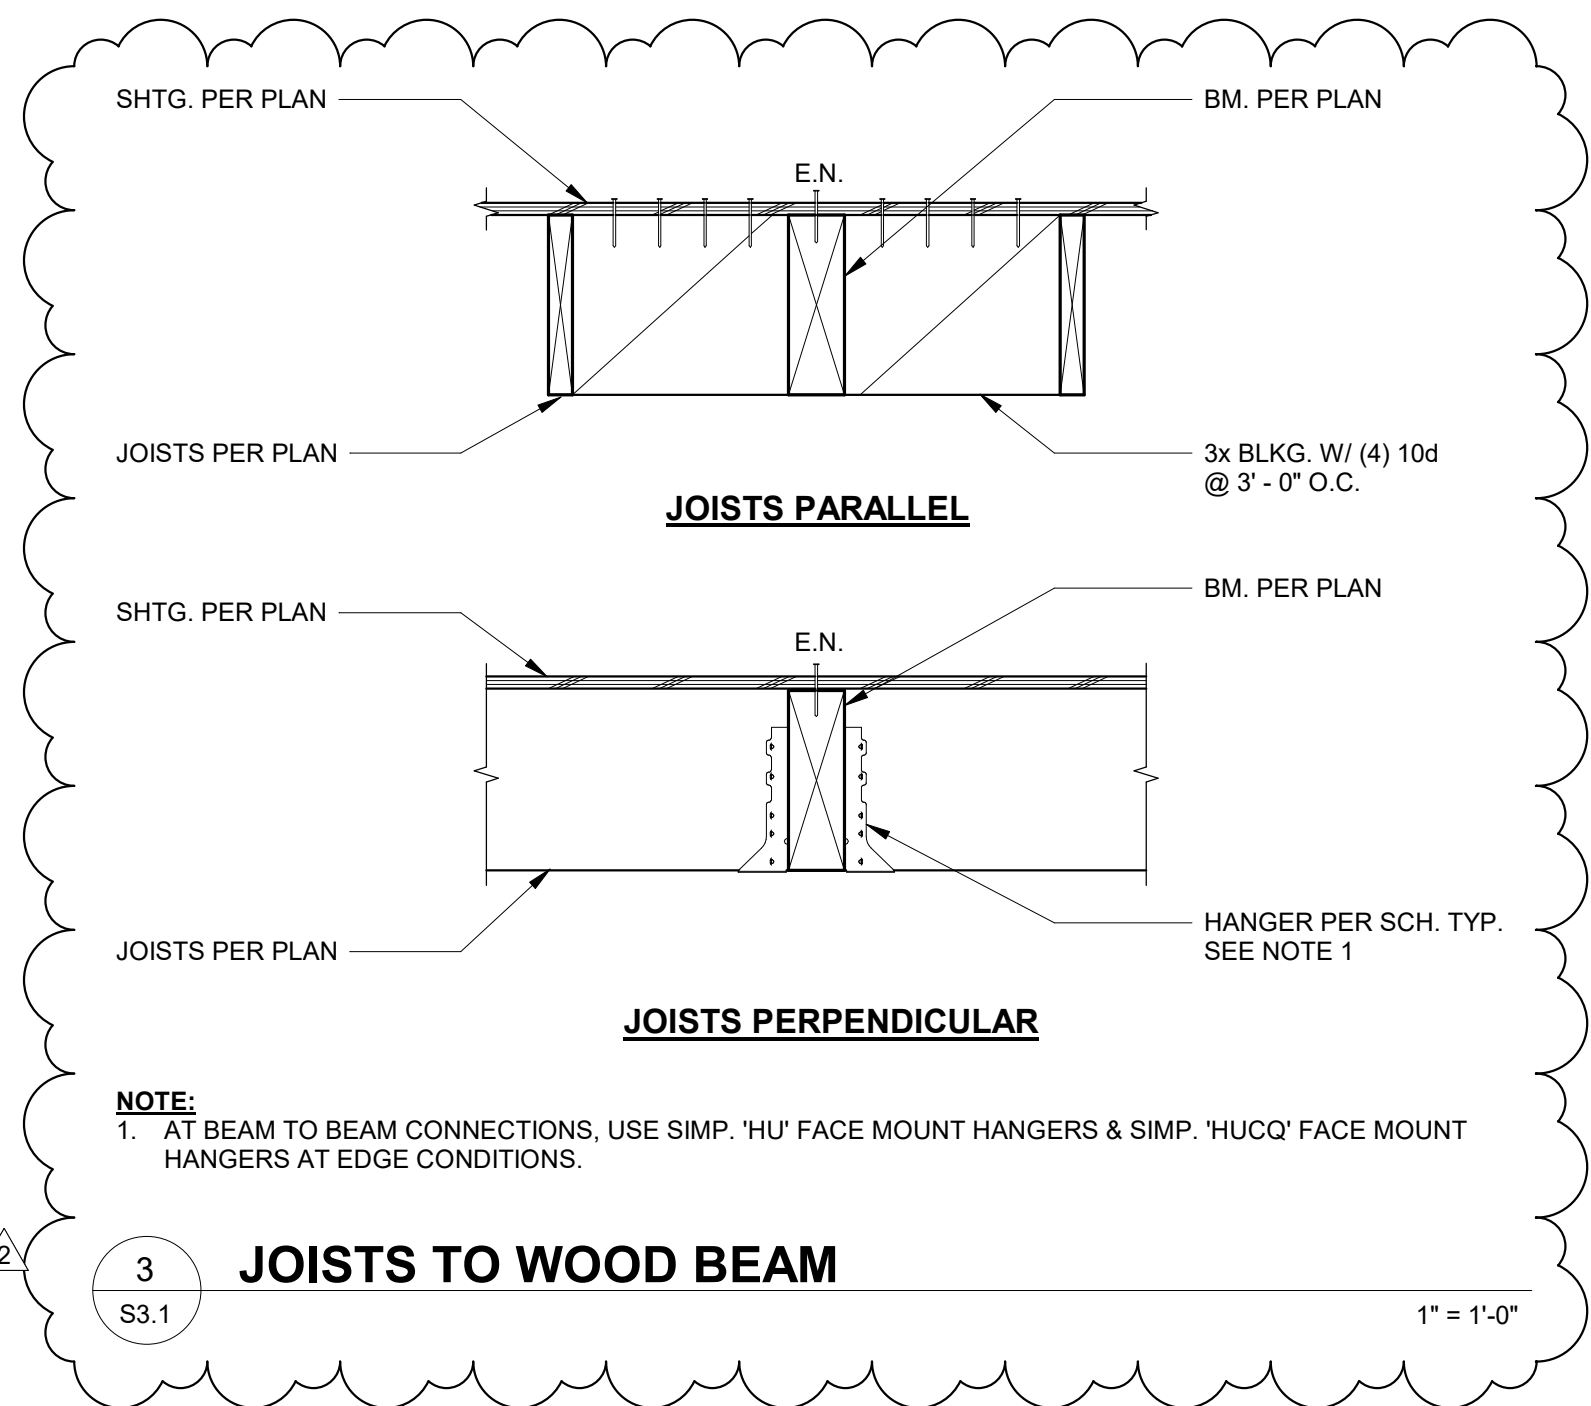 SHTG. PER PLAN
BM. PER PLAN
E.N.
JOISTS PER PLAN
3x BLKG. W/ (4) 10d
@ 3' - 0" O.C.
JOISTS PARALLEL
SHTG. PER PLAN
BM. PER PLAN
E.N.
JOISTS PER PLAN
HANGER PER SCH. TYP.
SEE NOTE 1
JOISTS PERPENDICULAR
NOTE:
1. AT BEAM TO BEAM CONNECTIONS, USE SIMP. 'HU' FACE MOUNT HANGERS & SIMP. 'HUCQ' FACE MOUNT
HANGERS AT EDGE CONDITIONS.
2
3
JOISTS TO WOOD BEAM
S3.1
1" = 1'-0"